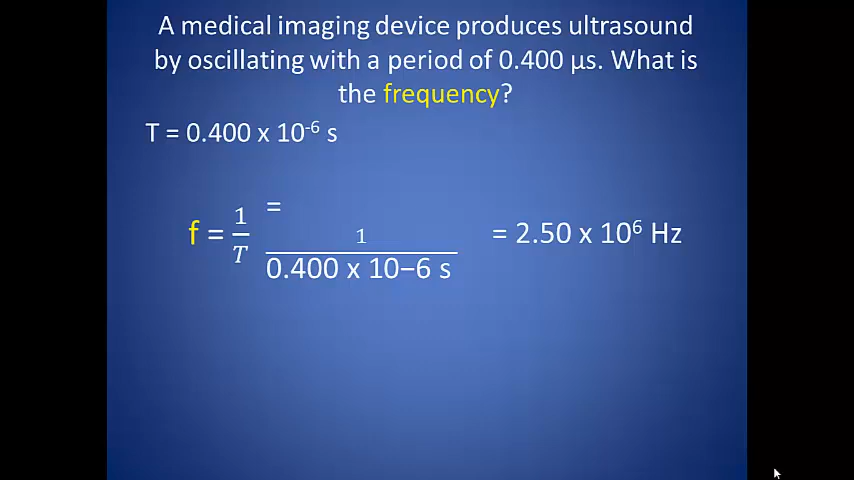 A medical imaging device produces ultrasound
by oscillating with a period of 0.400 µs. What is
the frequency?
T = 0.400 x 10⁻⁶ s
f = 1/T = 1/0.400 x 10−6 s = 2.50 x 10⁶ Hz